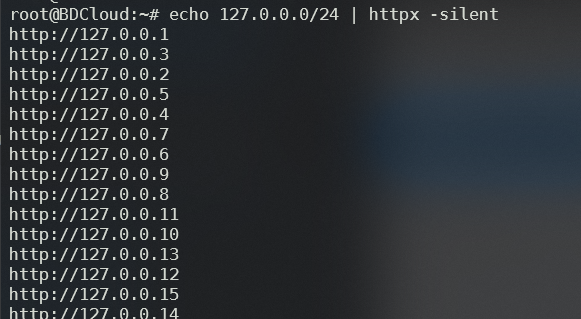 root@BDCloud:~# echo 127.0.0.0/24 | httpx -silent
http://127.0.0.1
http://127.0.0.3
http://127.0.0.2
http://127.0.0.5
http://127.0.0.4
http://127.0.0.7
http://127.0.0.6
http://127.0.0.9
http://127.0.0.8
http://127.0.0.11
http://127.0.0.10
http://127.0.0.13
http://127.0.0.12
http://127.0.0.15
http://127.0.0.14